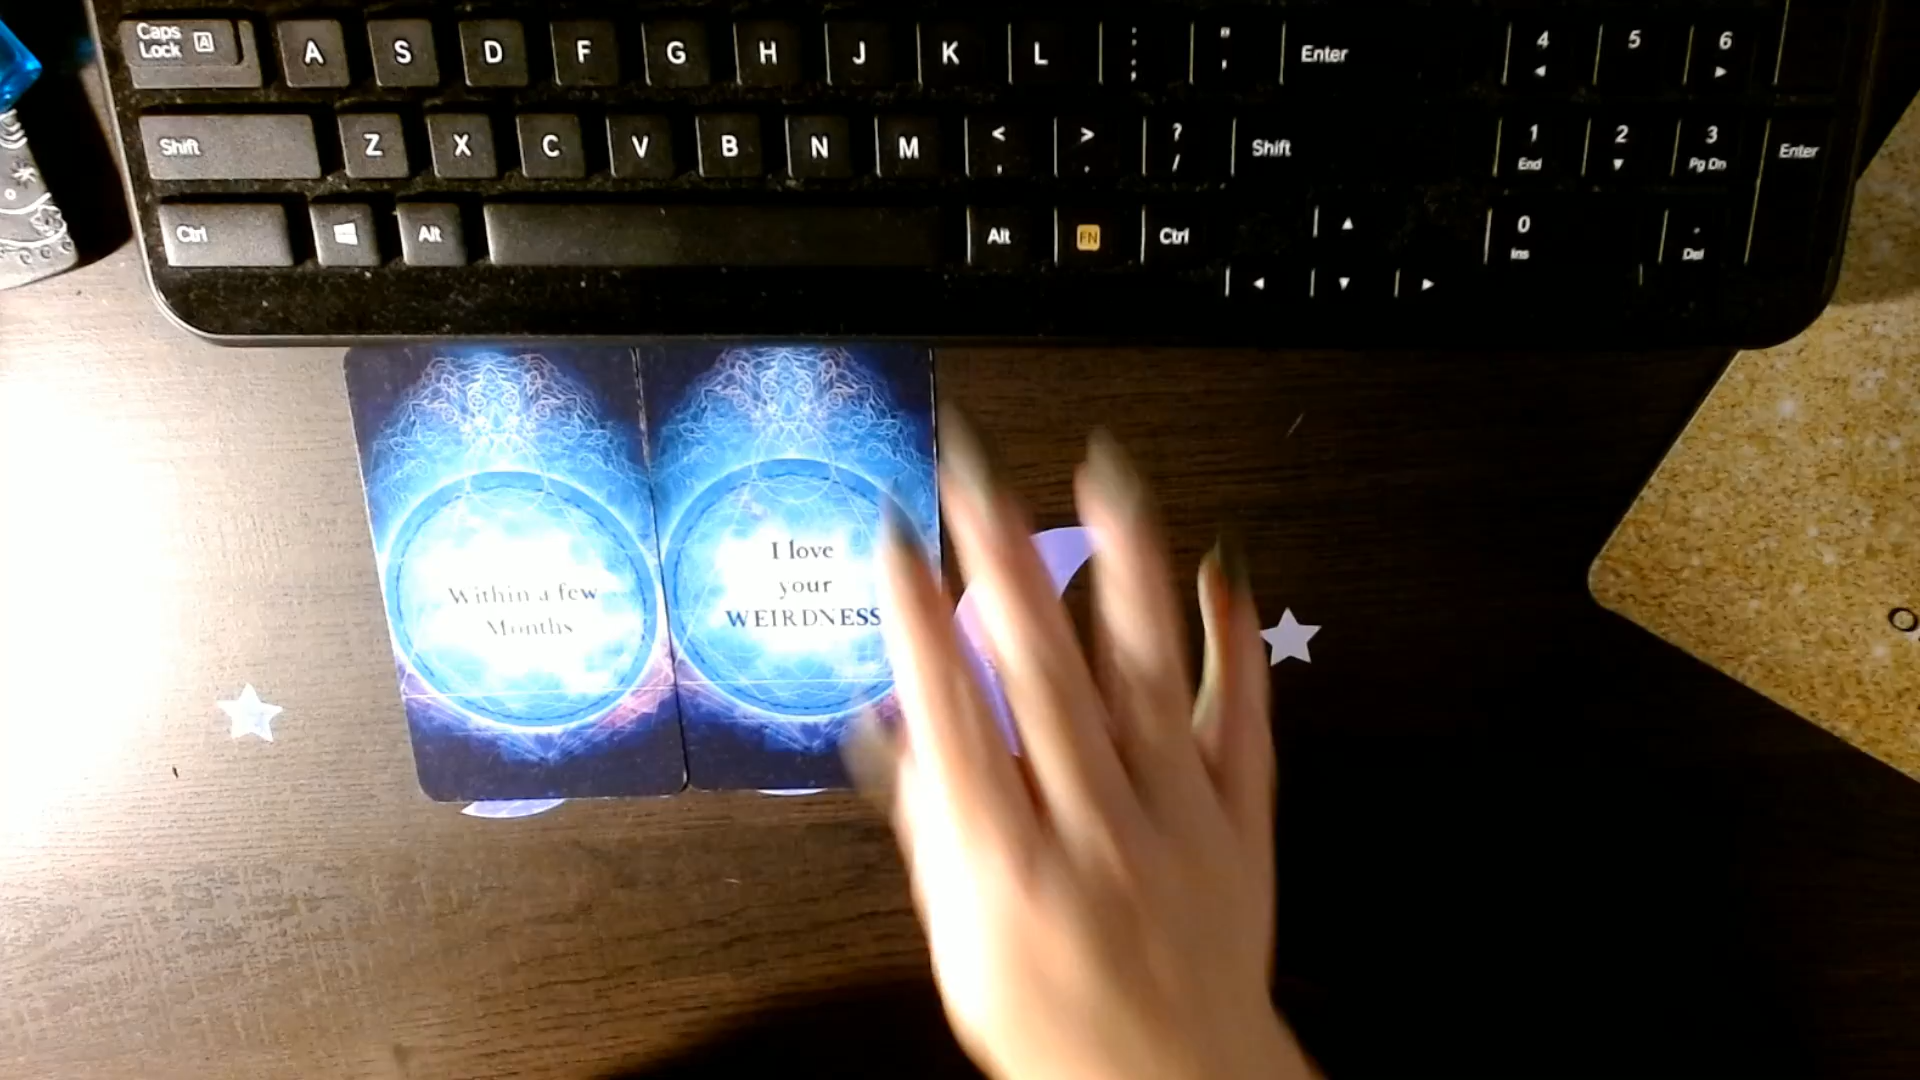 Caps
Lock A
A S D F G H J K L : ; " ' Enter
4 5 6
Shift Z X C V B N M < , > . ? / Shift
1 2 3
End Pg Dn Enter
Ctrl Alt Alt FN Ctrl
0 .
Ins Del
Within a few
Months
I love
your
WEIRDNESS